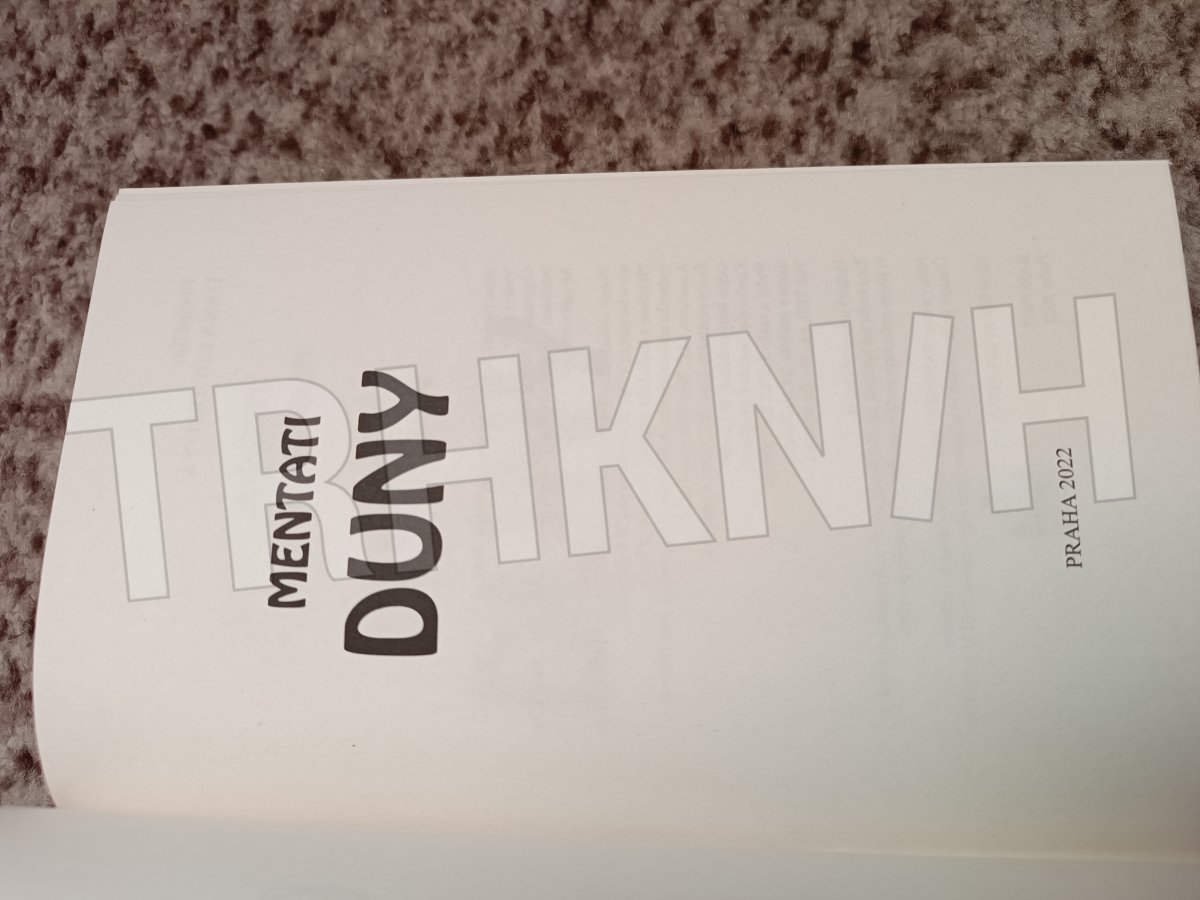 MENTATI
DUNY
PRAHA 2022
TRHKNIH